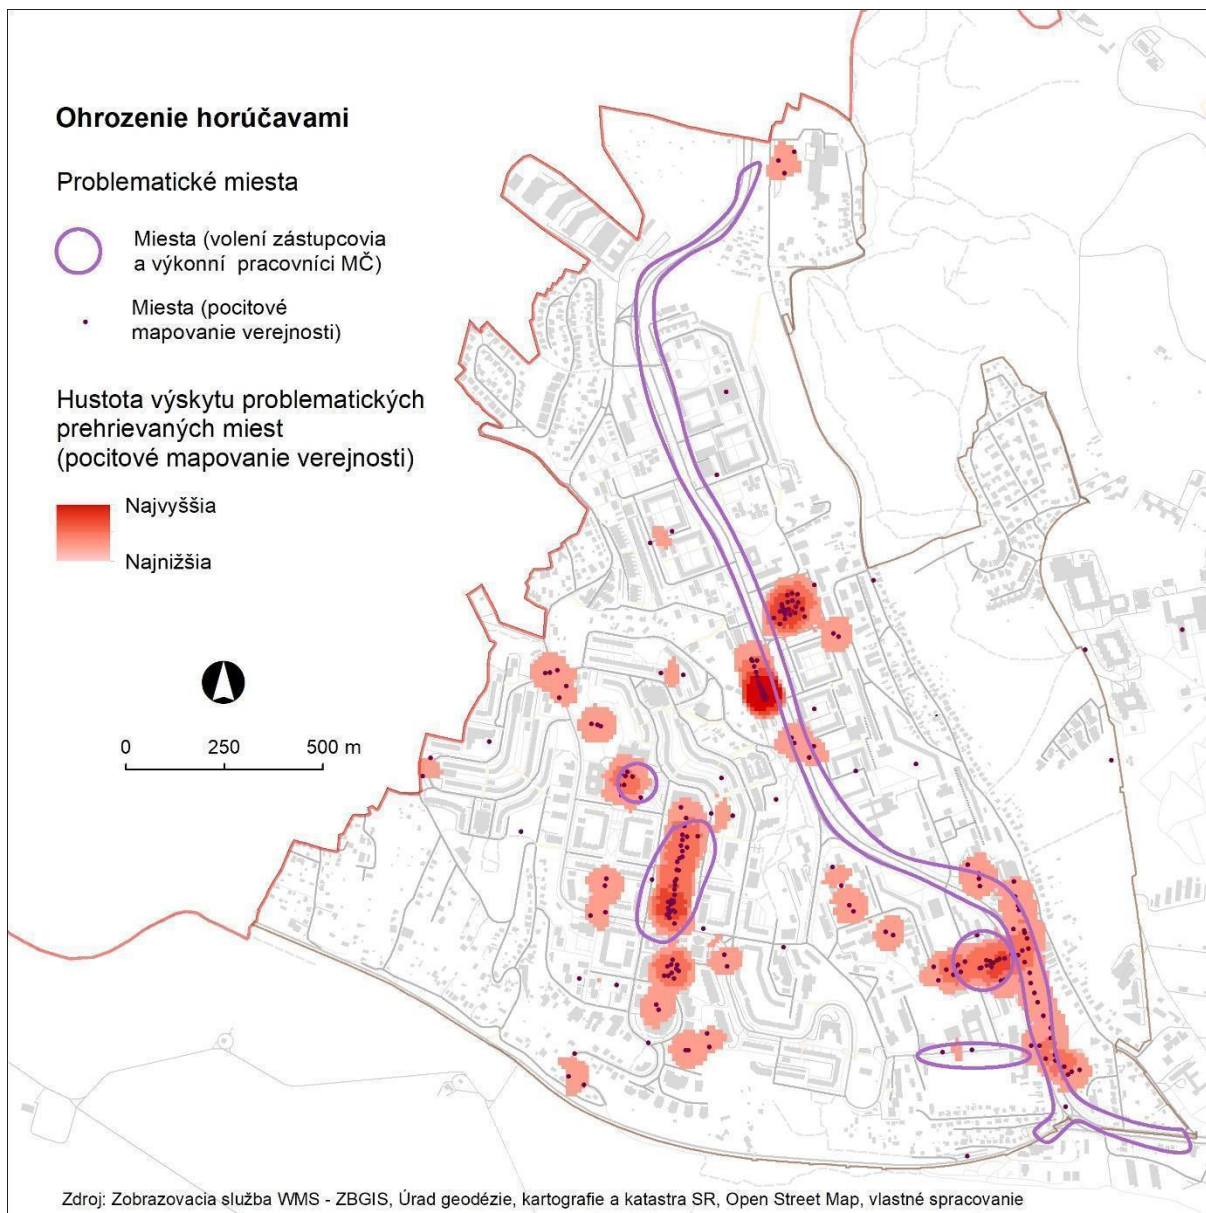 Ohrozenie horúčavami
Problematické miesta
Miesta (volení zástupcovia
a výkonní pracovníci MČ)
Miesta (pocitové
mapovanie verejnosti)
Hustota výskytu problematických
prehrievaných miest
(pocitové mapovanie verejnosti)
Najvyššia
Najnižšia
0 250 500 m
Zdroj: Zobrazovacia služba WMS - ZBGIS, Úrad geodézie, kartografie a katastra SR, Open Street Map, vlastné spracovanie